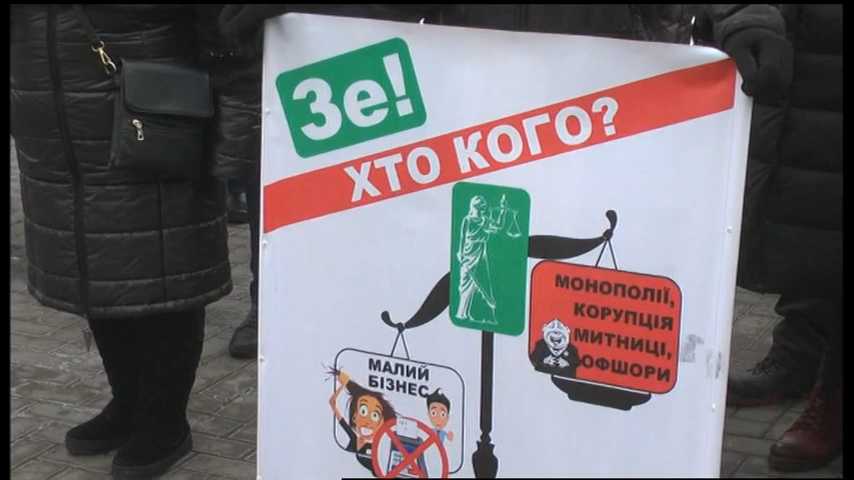 Зе!
ХТО КОГО?
МОНОПОЛІЇ,
КОРУПЦІЯ
МИТНИЦІ,
ОФШОРИ
МАЛИЙ
БІЗНЕС